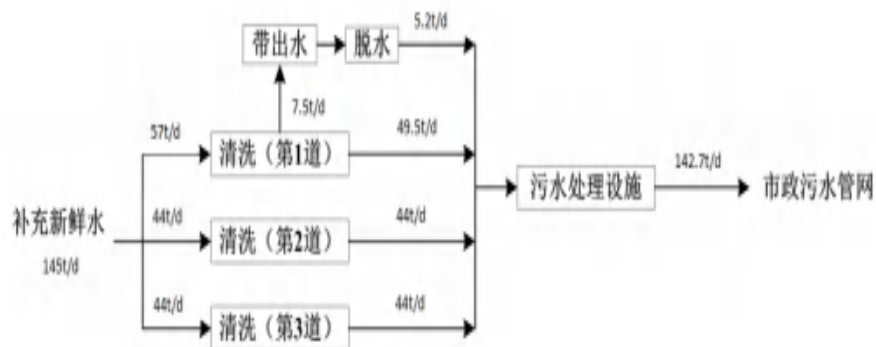 5.2t/d
带出水
脱水
7.5t/d
57t/d
49.5t/d
清洗（第1道）
142.7t/d
污水处理设施
市政污水管网
补充新鲜水
44t/d
44t/d
清洗（第2道）
145t/d
44t/d
44t/d
清洗（第3道）